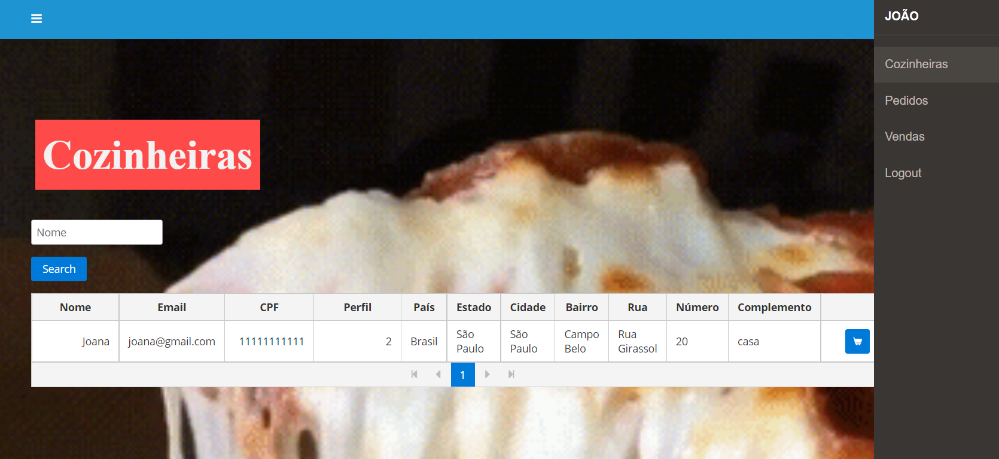 JOÃO
Cozinheiras
Pedidos
Vendas
Logout
Cozinheiras
Nome
Search
Nome Email CPF Perfil País Estado Cidade Bairro Rua Número Complemento
Joana joana@gmail.com 11111111111 2 Brasil São Paulo São Paulo Campo Belo Rua Girassol 20 casa
1